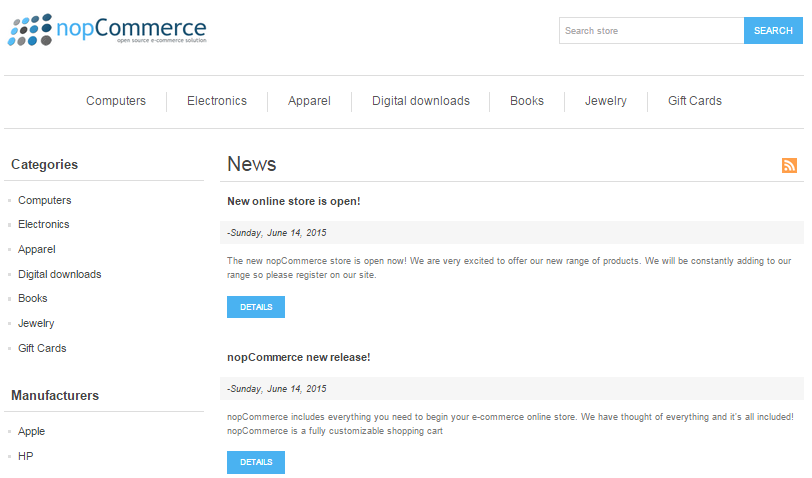 nopCommerce
open source e-commerce solution
Search store
SEARCH
Computers
Electronics
Apparel
Digital downloads
Books
Jewelry
Gift Cards
Categories
Computers
Electronics
Apparel
Digital downloads
Books
Jewelry
Gift Cards
Manufacturers
Apple
HP
News
New online store is open!
-Sunday, June 14, 2015
The new nopCommerce store is open now! We are very excited to offer our new range of products. We will be constantly adding to our
range so please register on our site.
DETAILS
nopCommerce new release!
-Sunday, June 14, 2015
nopCommerce includes everything you need to begin your e-commerce online store. We have thought of everything and it's all included!
nopCommerce is a fully customizable shopping cart
DETAILS